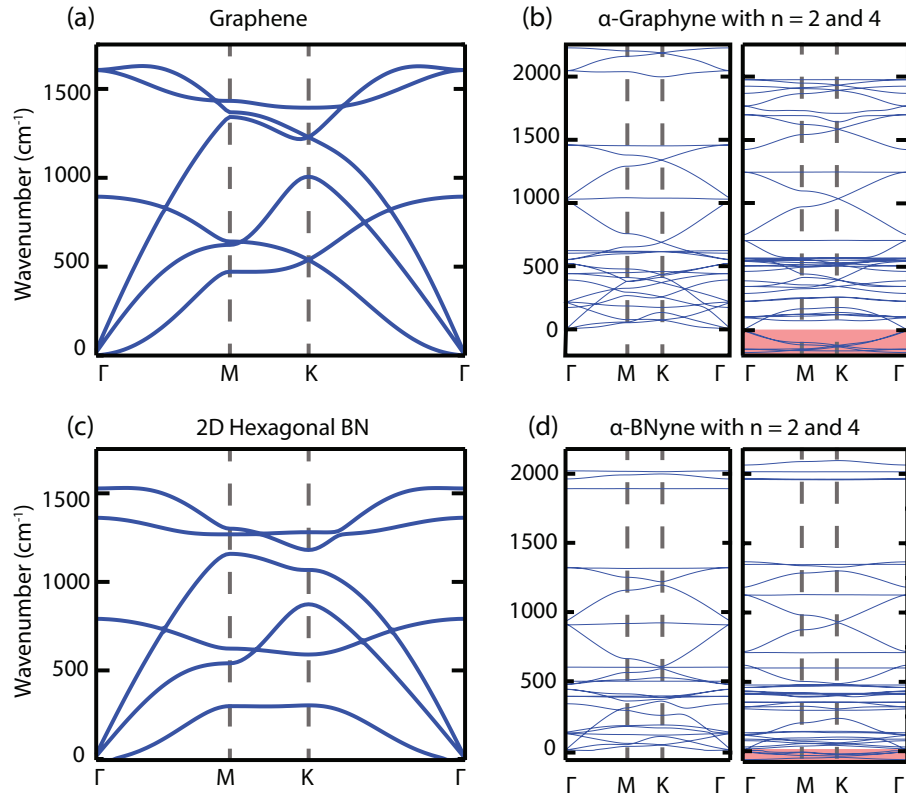 (a) Graphene
(b) α-Graphyne with n = 2 and 4
Wavenumber (cm⁻¹)
1500
1000
500
0
Γ M K Γ
2000
1500
1000
500
0
Γ M K Γ
Γ M K Γ
(c) 2D Hexagonal BN
(d) α-BNyne with n = 2 and 4
Wavenumber (cm⁻¹)
1500
1000
500
0
Γ M K Γ
2000
1500
1000
500
0
Γ M K Γ
Γ M K Γ